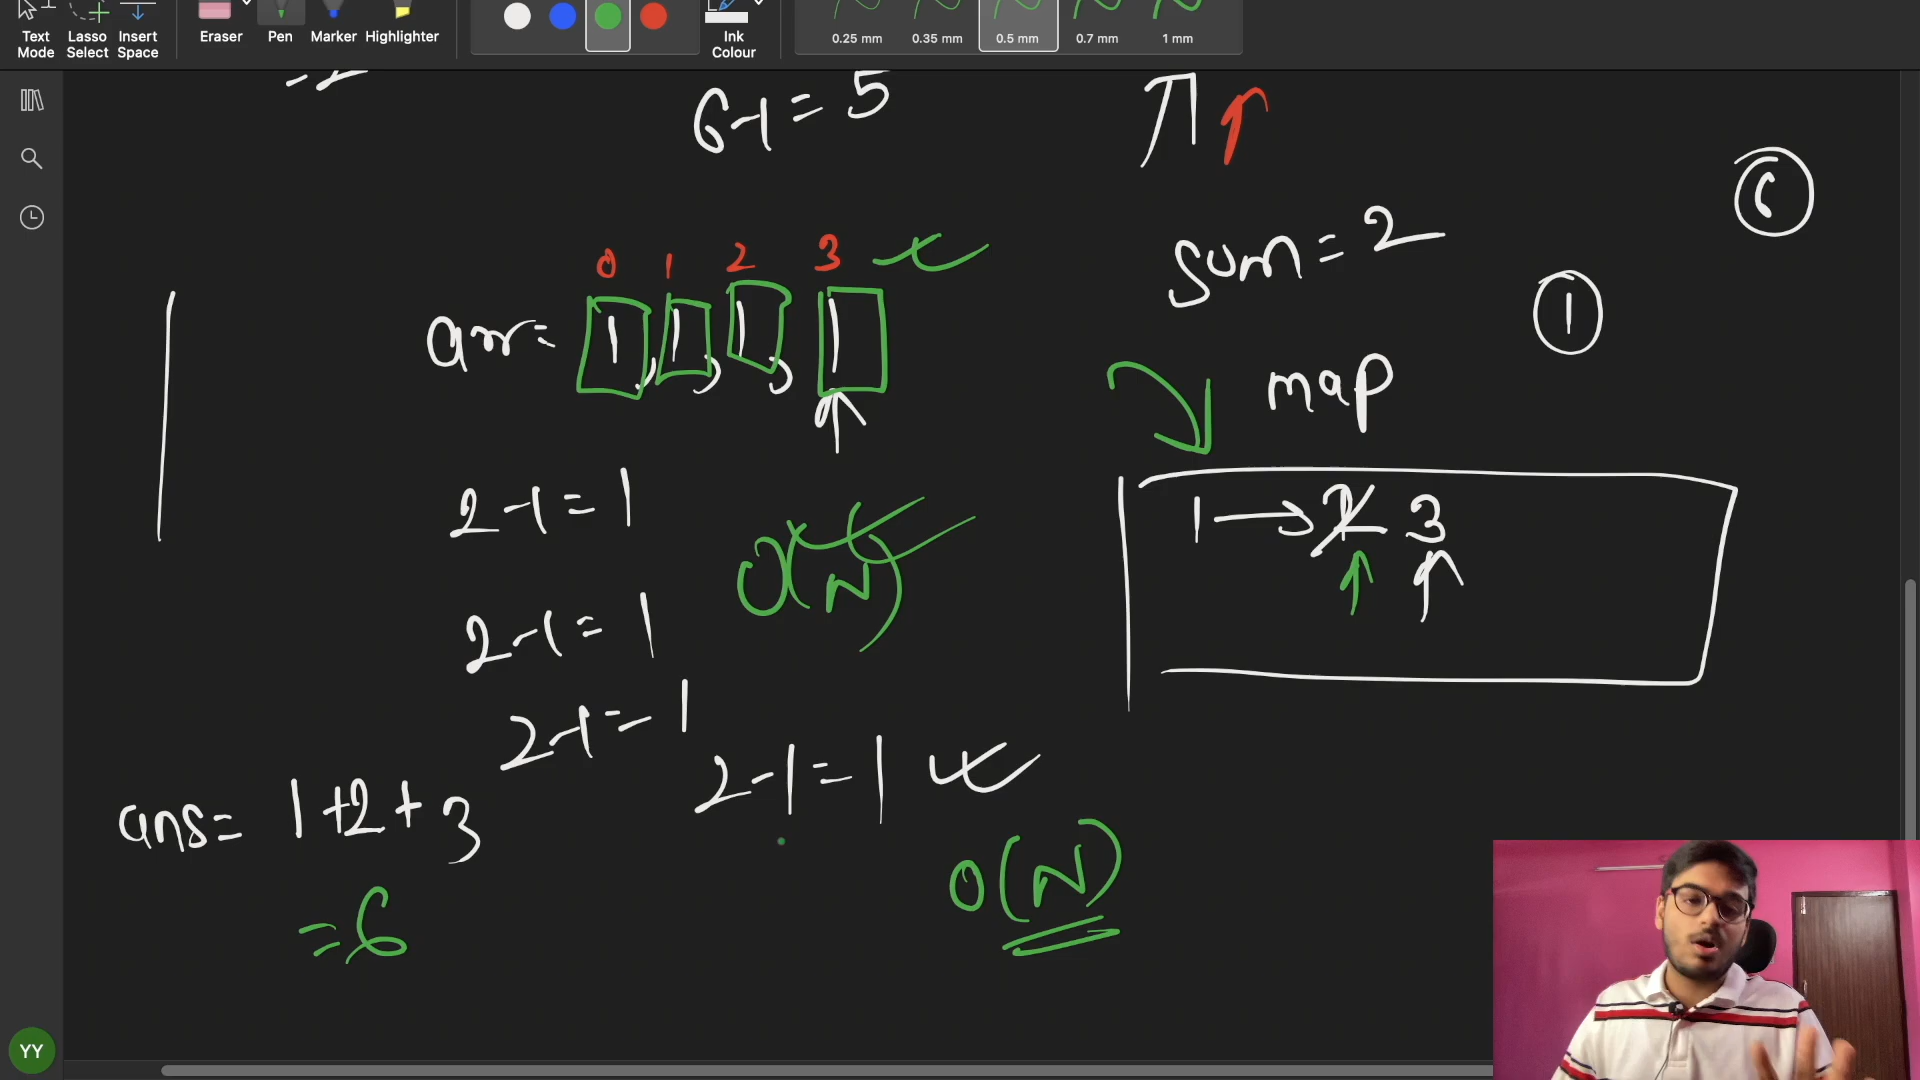 Text Mode
Lasso Select
Insert Space
Eraser
Pen
Marker
Highlighter
Ink Colour
0.25 mm
0.35 mm
0.5 mm
0.7 mm
1 mm
6-1=5
6
0 1 2 3
sum=2
1
arr= 1, 1, 1, 1
map
2-1=1
1→2 3
O(N)
2-1=1
2-1=1
2-1=1
ans= 1+2+3
O(N)
=6
YY